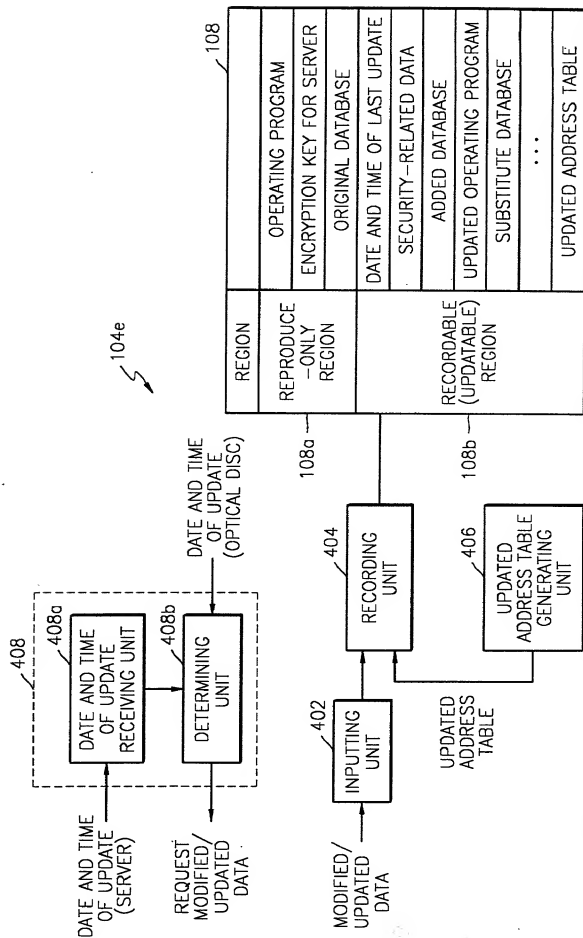 104e
408
408a
DATE AND TIME
OF UPDATE
RECEIVING UNIT
DATE AND TIME
OF UPDATE
(SERVER)
408b
DETERMINING
UNIT
DATE AND TIME
OF UPDATE
(OPTICAL DISC)
REQUEST
MODIFIED/
UPDATED
DATA
402
INPUTTING
UNIT
MODIFIED/
UPDATED
DATA
404
RECORDING
UNIT
UPDATED
ADDRESS
TABLE
406
UPDATED
ADDRESS TABLE
GENERATING
UNIT
108
REGION
108a
REPRODUCE
-ONLY
REGION
OPERATING PROGRAM
ENCRYPTION KEY FOR SERVER
ORIGINAL DATABASE
108b
RECORDABLE
(UPDATABLE)
REGION
DATE AND TIME OF LAST UPDATE
SECURITY-RELATED DATA
ADDED DATABASE
UPDATED OPERATING PROGRAM
SUBSTITUTE DATABASE
...
UPDATED ADDRESS TABLE